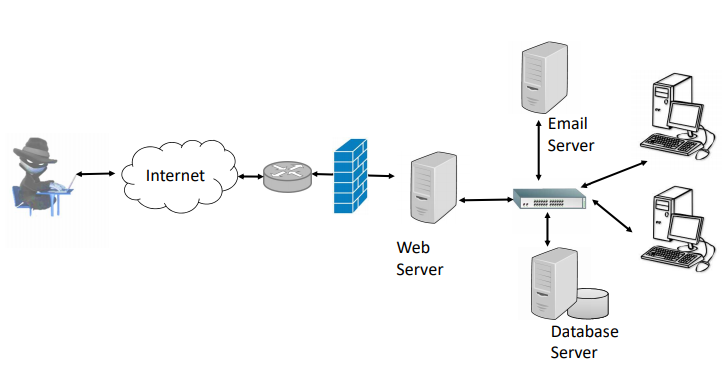 Email
Server
Internet
Web
Server
Database
Server